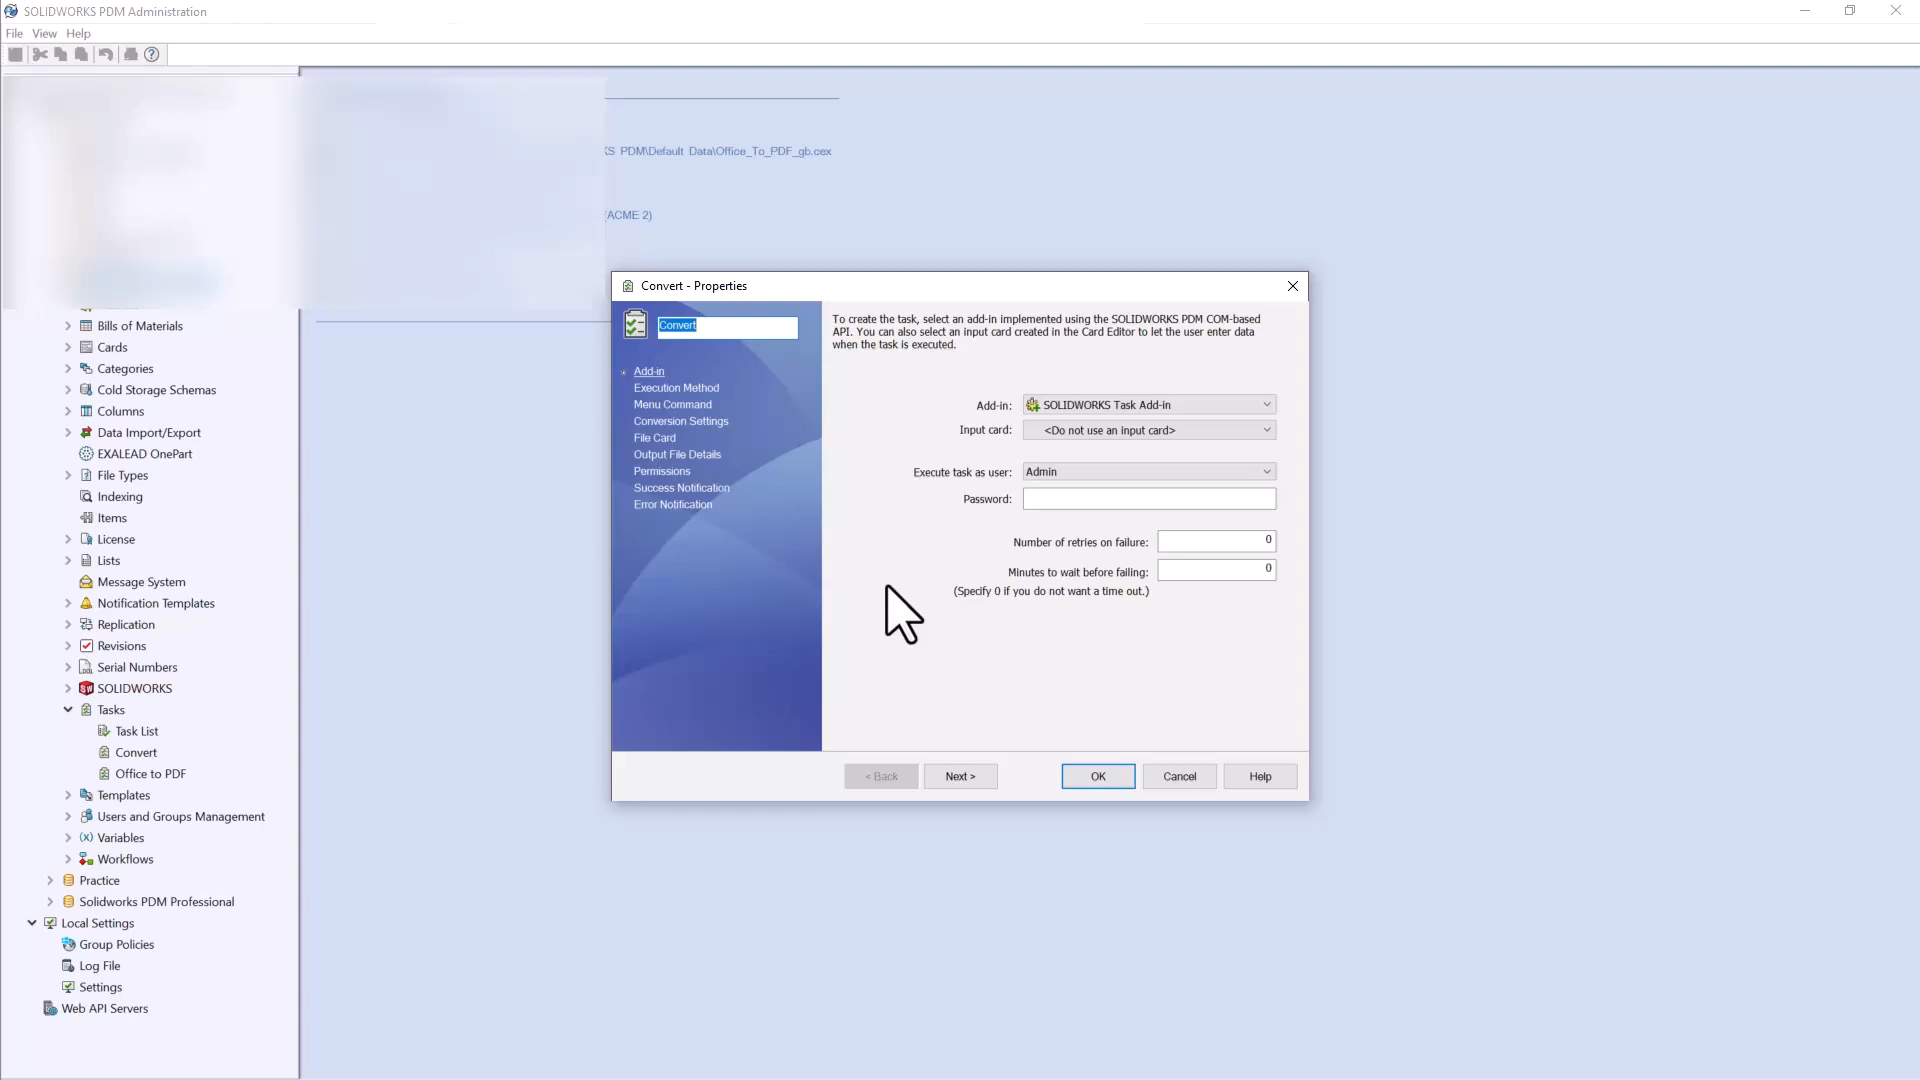 SOLIDWORKS PDM Administration
File View Help
KS PDM\Default Data\Office_To_PDF_gb.cex
(ACME 2)
Bills of Materials
Cards
Categories
Cold Storage Schemas
Columns
Data Import/Export
EXALEAD OnePart
File Types
Indexing
Items
License
Lists
Message System
Notification Templates
Replication
Revisions
Serial Numbers
SOLIDWORKS
Tasks
Task List
Convert
Office to PDF
Templates
Users and Groups Management
Variables
Workflows
Practice
Solidworks PDM Professional
Local Settings
Group Policies
Log File
Settings
Web API Servers
Convert - Properties
Convert
Add-in
Execution Method
Menu Command
Conversion Settings
File Card
Output File Details
Permissions
Success Notification
Error Notification
To create the task, select an add-in implemented using the SOLIDWORKS PDM COM-based
API. You can also select an input card created in the Card Editor to let the user enter data
when the task is executed.
Add-in: SOLIDWORKS Task Add-in
Input card: <Do not use an input card>
Execute task as user: Admin
Password:
Number of retries on failure: 0
Minutes to wait before failing: 0
(Specify 0 if you do not want a time out.)
< Back Next > OK Cancel Help